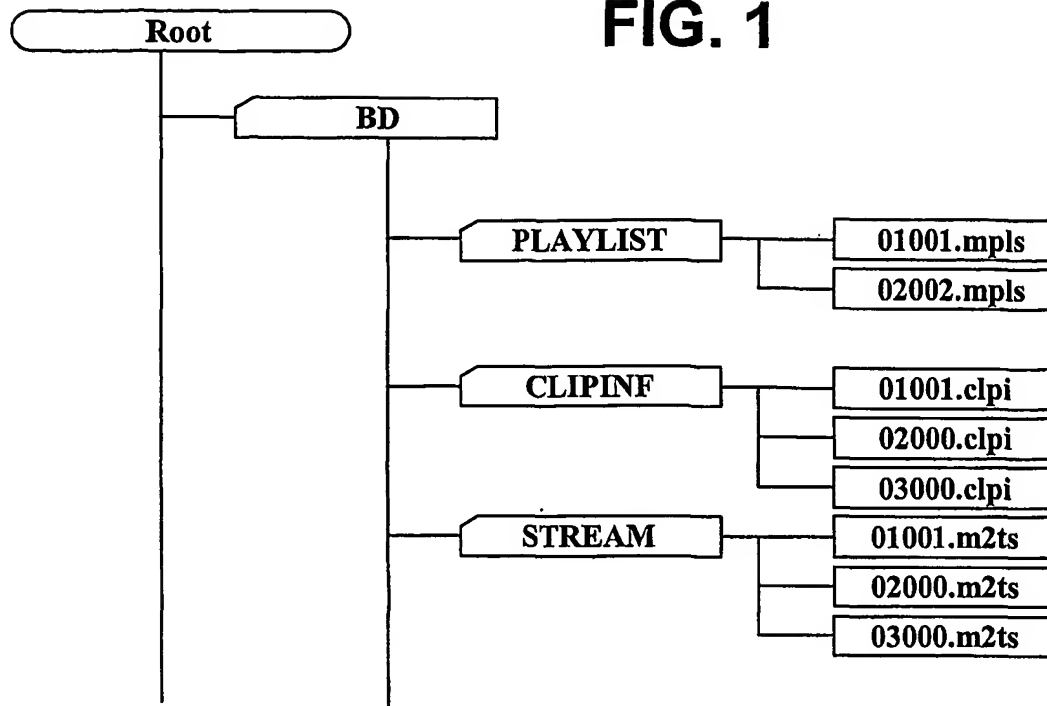 FIG. 1
Root
BD
PLAYLIST
01001.mpls
02002.mpls
CLIPINF
01001.clpi
02000.clpi
03000.clpi
STREAM
01001.m2ts
02000.m2ts
03000.m2ts